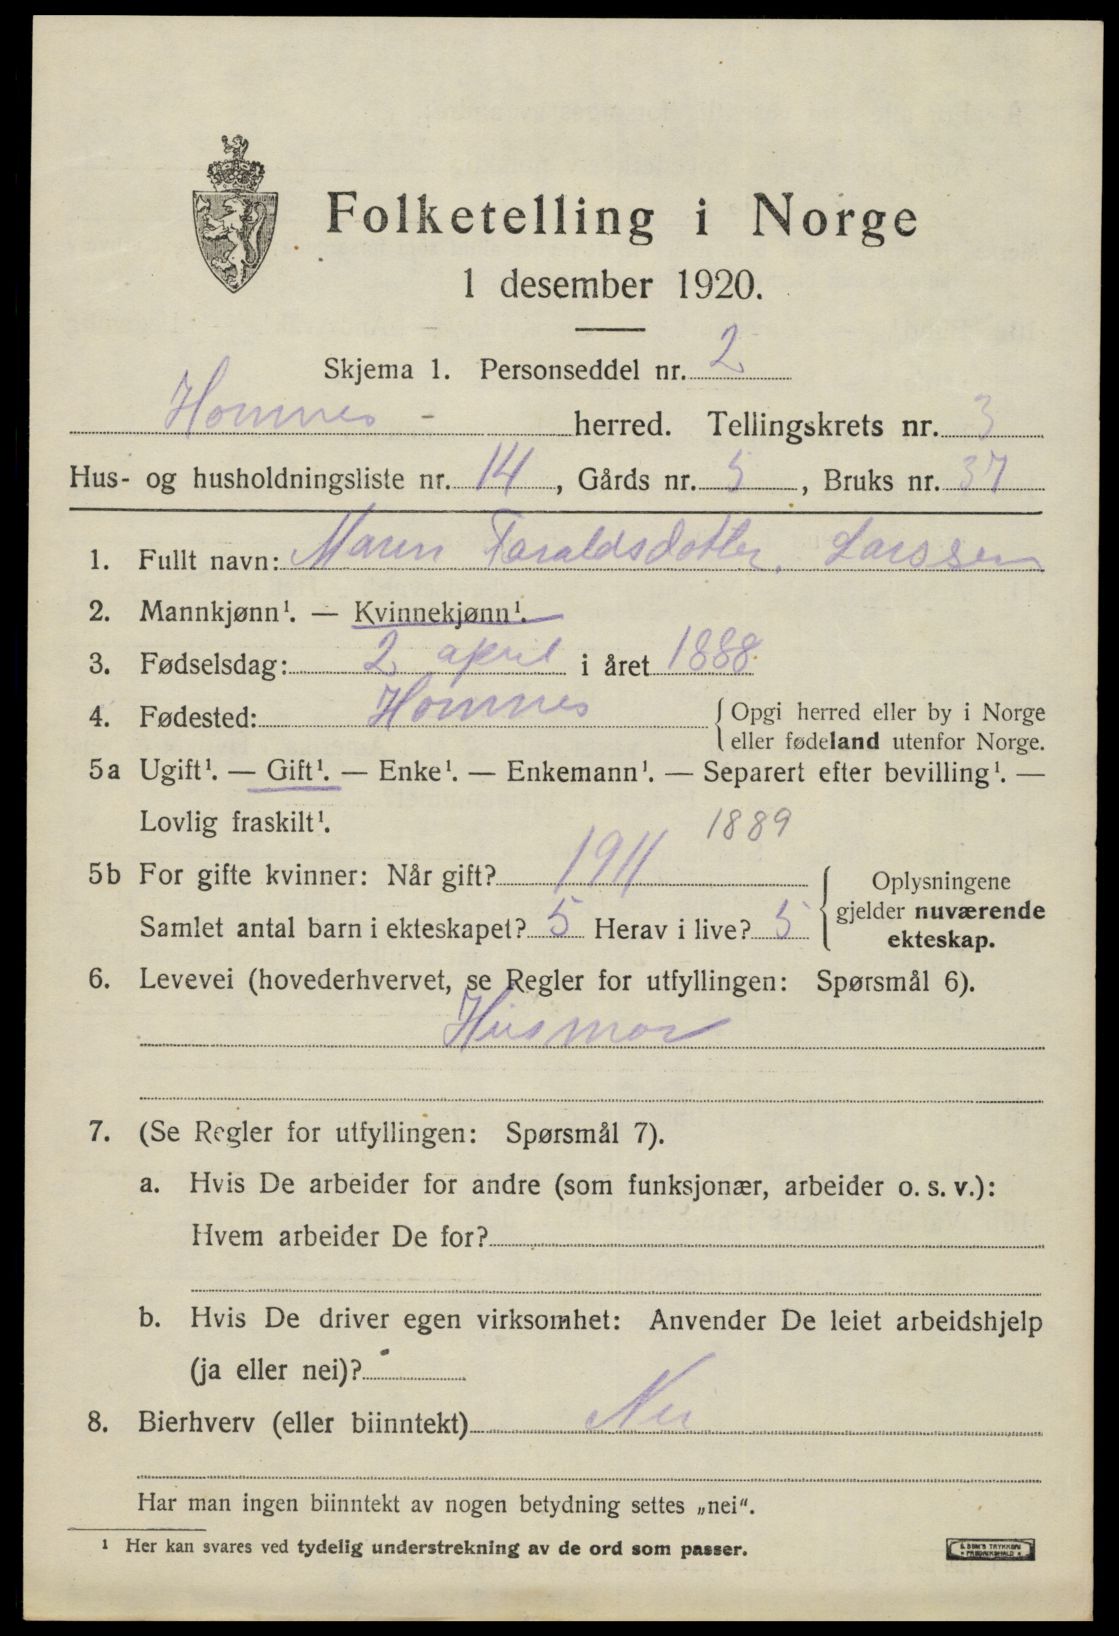 Folketelling i Norge
1 desember 1920.
Skjema 1. Personseddel nr. 2
Hommes - herred. Tellingskrets nr. 3
Hus- og husholdningsliste nr. 14, Gårds nr. 5, Bruks nr. 37
1. Fullt navn: Maren Taraldsdotter Larssen
2. Mannkjønn¹. — Kvinnekjønn¹.
3. Fødselsdag: 2 april i året 1888
4. Fødested: Hommes { Opgi herred eller by i Norge
eller fødeland utenfor Norge.
5a Ugift¹. — Gift¹. — Enke¹. — Enkemann¹. — Separert efter bevilling¹. —
Lovlig fraskilt¹. 1889
5b For gifte kvinner: Når gift? 1911 { Oplysningene
gjelder nuværende
ekteskap.
Samlet antal barn i ekteskapet? 5 Herav i live? 5
6. Levevei (hovederhvervet, se Regler for utfyllingen: Spørsmål 6).
Husmor
7. (Se Regler for utfyllingen: Spørsmål 7).
a. Hvis De arbeider for andre (som funksjonær, arbeider o. s. v.):
Hvem arbeider De for?
b. Hvis De driver egen virksomhet: Anvender De leiet arbeidshjelp
(ja eller nei)?
8. Bierhverv (eller biinntekt) Nei
Har man ingen biinntekt av nogen betydning settes „nei“.
¹ Her kan svares ved tydelig understrekning av de ord som passer.